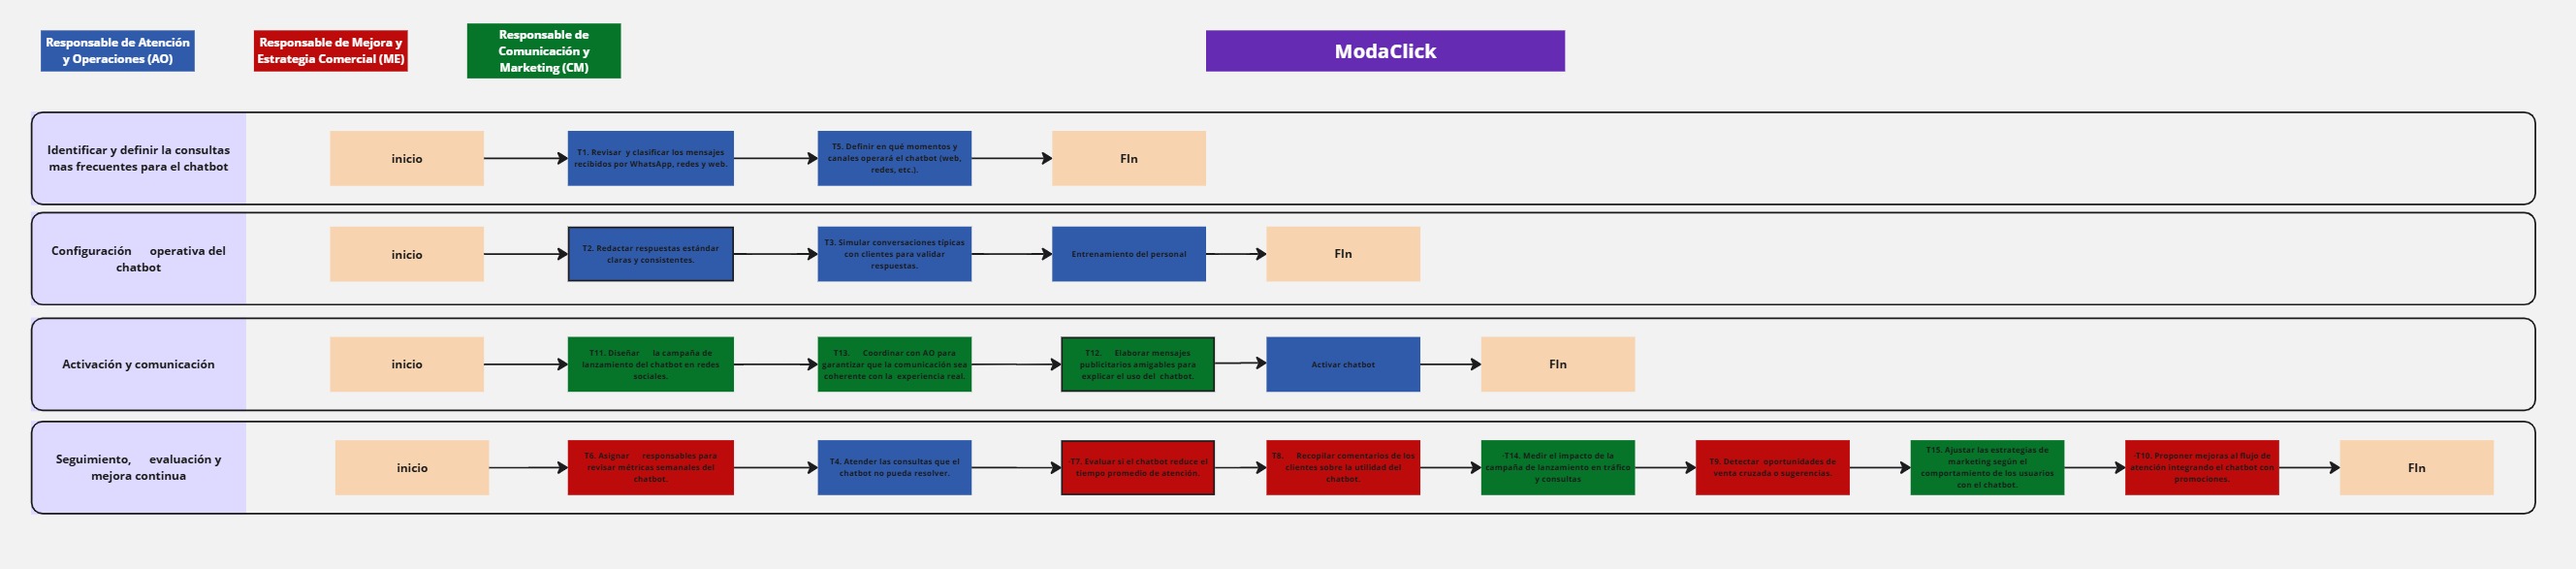 Responsable de Atención
y Operaciones (AO)
Responsable de Mejora y
Estrategia Comercial (ME)
Responsable de
Comunicación y
Marketing (CM)
ModaClick
Identificar y definir la consultas
mas frecuentes para el chatbot
inicio
T1. Revisar y clasificar los mensajes
recibidos por WhatsApp, redes y web.
T5. Definir en qué momentos y
canales operará el chatbot (web,
redes, etc.).
FIn
Configuración operativa del
chatbot
inicio
T2. Redactar respuestas estándar
claras y consistentes.
T3. Simular conversaciones típicas
con clientes para validar
respuestas.
Entrenamiento del personal
FIn
Activación y comunicación
inicio
T11. Diseñar la campaña de
lanzamiento del chatbot en redes
sociales.
T13. Coordinar con AO para
garantizar que la comunicación sea
coherente con la experiencia real.
T12. Elaborar mensajes
publicitarios amigables para
explicar el uso del chatbot.
Activar chatbot
FIn
Seguimiento, evaluación y
mejora continua
inicio
T6. Asignar responsables para
revisar métricas semanales del
chatbot.
T4. Atender las consultas que el
chatbot no pueda resolver.
·T7. Evaluar si el chatbot reduce el
tiempo promedio de atención.
T8. Recopilar comentarios de los
clientes sobre la utilidad del
chatbot.
·T14. Medir el impacto de la
campaña de lanzamiento en tráfico
y consultas
T9. Detectar oportunidades de
venta cruzada o sugerencias.
T15. Ajustar las estrategias de
marketing según el
comportamiento de los usuarios
con el chatbot.
·T10. Proponer mejoras al flujo de
atención integrando el chatbot con
promociones.
FIn